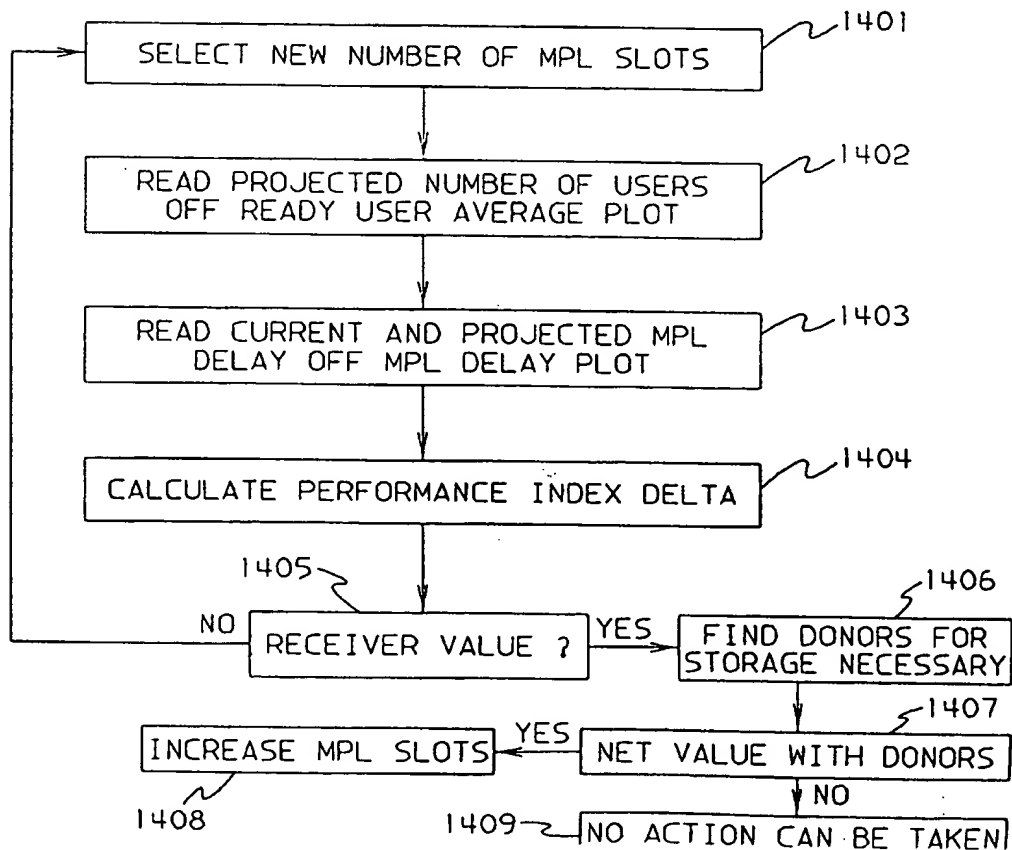 1401
SELECT NEW NUMBER OF MPL SLOTS
1402
READ PROJECTED NUMBER OF USERS
OFF READY USER AVERAGE PLOT
1403
READ CURRENT AND PROJECTED MPL
DELAY OFF MPL DELAY PLOT
1404
CALCULATE PERFORMANCE INDEX DELTA
1405
NO
RECEIVER VALUE ?
YES
1406
FIND DONORS FOR
STORAGE NECESSARY
1407
NET VALUE WITH DONORS
YES
INCREASE MPL SLOTS
1408
NO
1409
NO ACTION CAN BE TAKEN